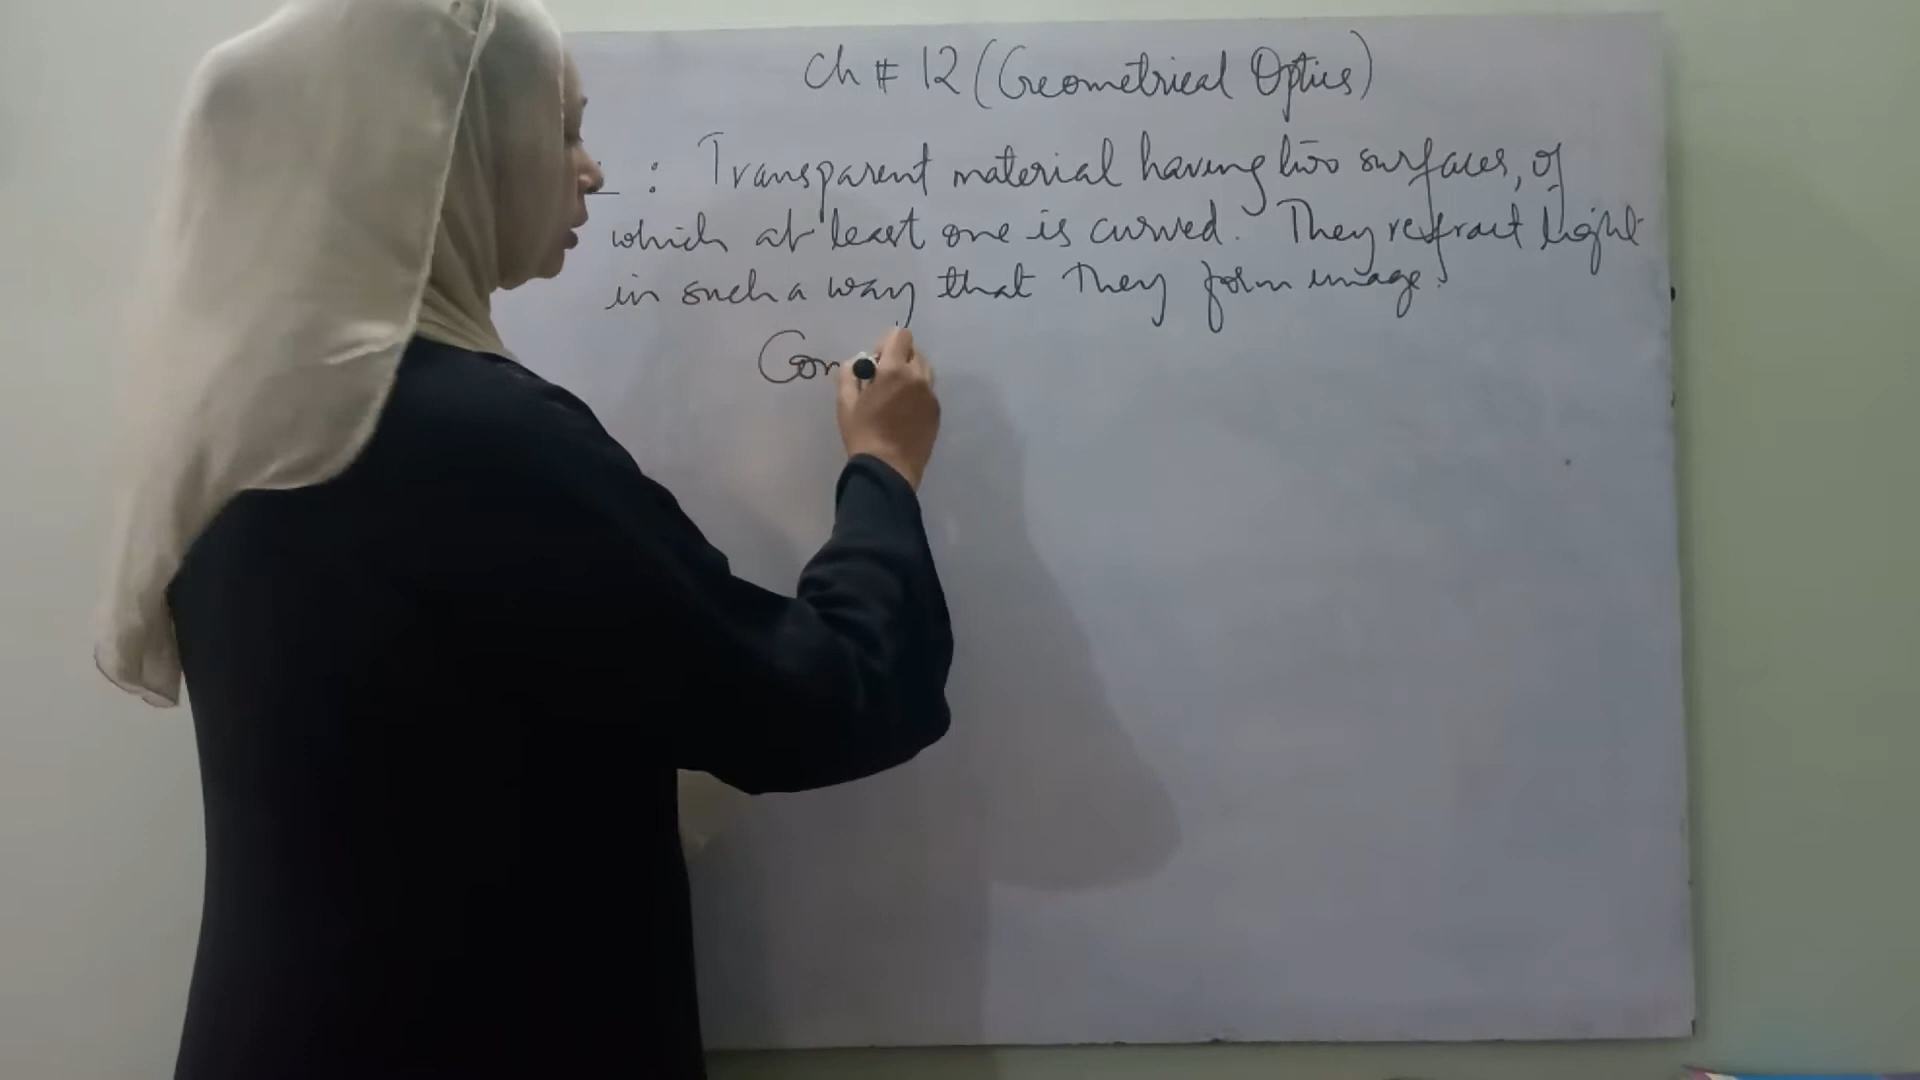 Ch # 12 (Geometrical Optics)
: Transparent material having two surfaces, of
which at least one is curved. They refract light
in such a way that they form image.
Con